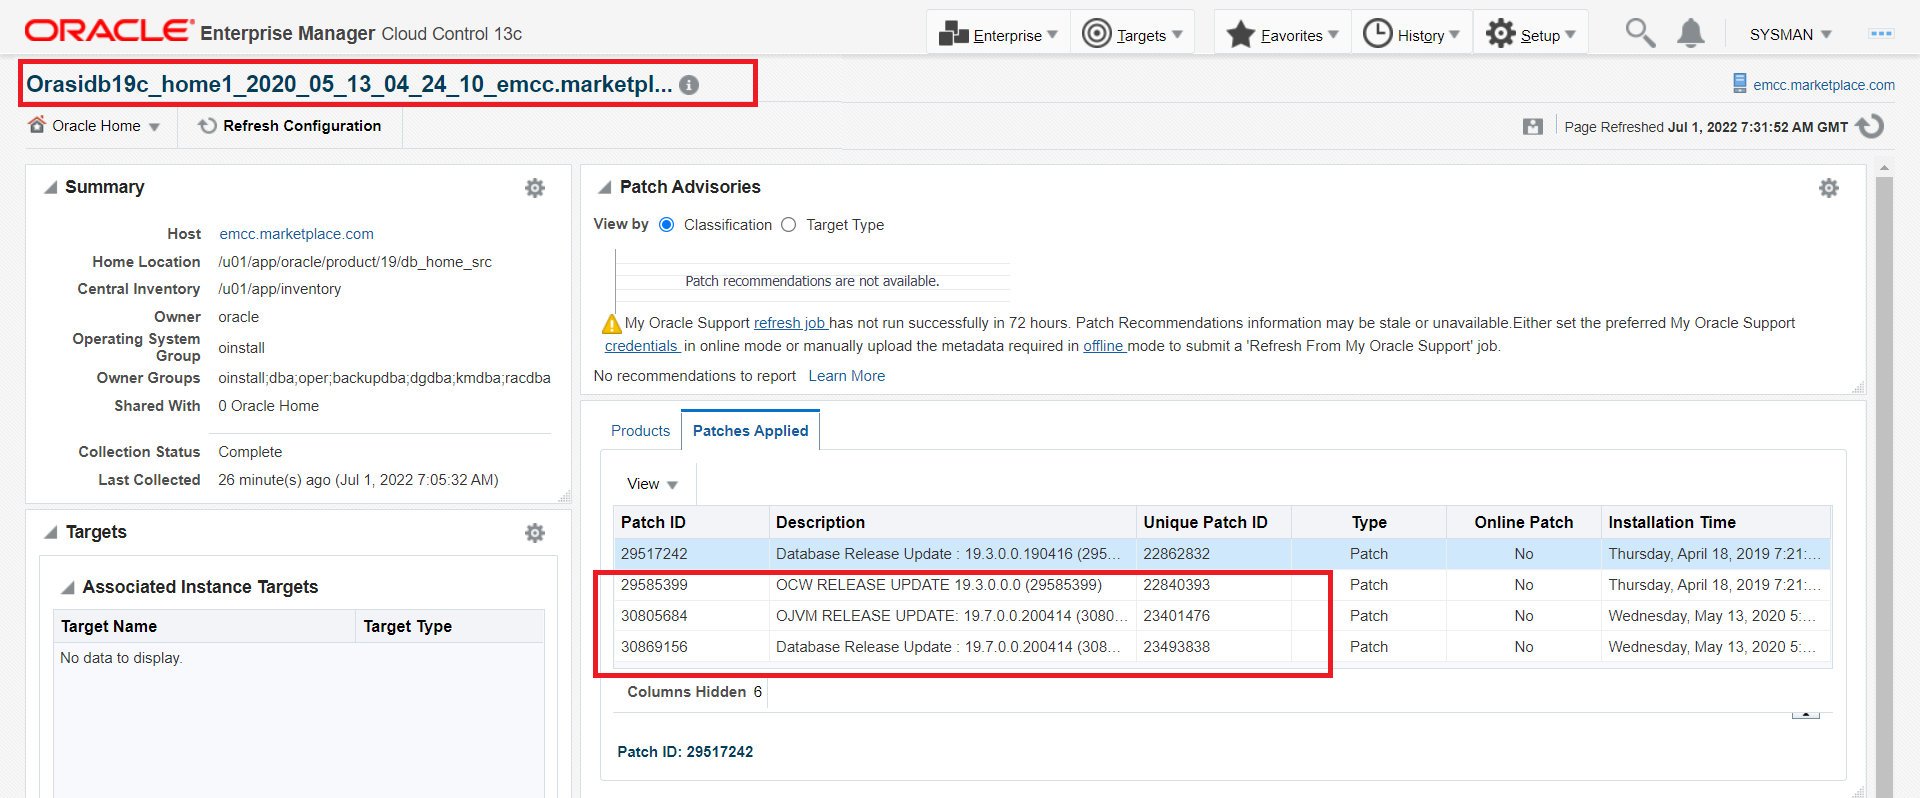 ORACLE Enterprise Manager Cloud Control 13c
Enterprise
Targets
Favorites
History
Setup
SYSMAN
Orasidb19c_home1_2020_05_13_04_24_10_emcc.marketpl...
emcc.marketplace.com
Oracle Home
Refresh Configuration
Page Refreshed Jul 1, 2022 7:31:52 AM GMT
Summary
Host emcc.marketplace.com
Home Location /u01/app/oracle/product/19/db_home_src
Central Inventory /u01/app/inventory
Owner oracle
Operating System
Group oinstall
Owner Groups oinstall;dba;oper;backupdba;dgdba;kmdba;racdba
Shared With 0 Oracle Home
Collection Status Complete
Last Collected 26 minute(s) ago (Jul 1, 2022 7:05:32 AM)
Targets
Associated Instance Targets
Target Name Target Type
No data to display.
Patch Advisories
View by Classification Target Type
Patch recommendations are not available.
My Oracle Support refresh job has not run successfully in 72 hours. Patch Recommendations information may be stale or unavailable.Either set the preferred My Oracle Support
credentials in online mode or manually upload the metadata required in offline mode to submit a 'Refresh From My Oracle Support' job.
No recommendations to report Learn More
Products Patches Applied
View
Patch ID Description Unique Patch ID Type Online Patch Installation Time
29517242 Database Release Update : 19.3.0.0.190416 (295... 22862832 Patch No Thursday, April 18, 2019 7:21:...
29585399 OCW RELEASE UPDATE 19.3.0.0.0 (29585399) 22840393 Patch No Thursday, April 18, 2019 7:21:...
30805684 OJVM RELEASE UPDATE: 19.7.0.0.200414 (3080... 23401476 Patch No Wednesday, May 13, 2020 5:...
30869156 Database Release Update : 19.7.0.0.200414 (308... 23493838 Patch No Wednesday, May 13, 2020 5:...
Columns Hidden 6
Patch ID: 29517242